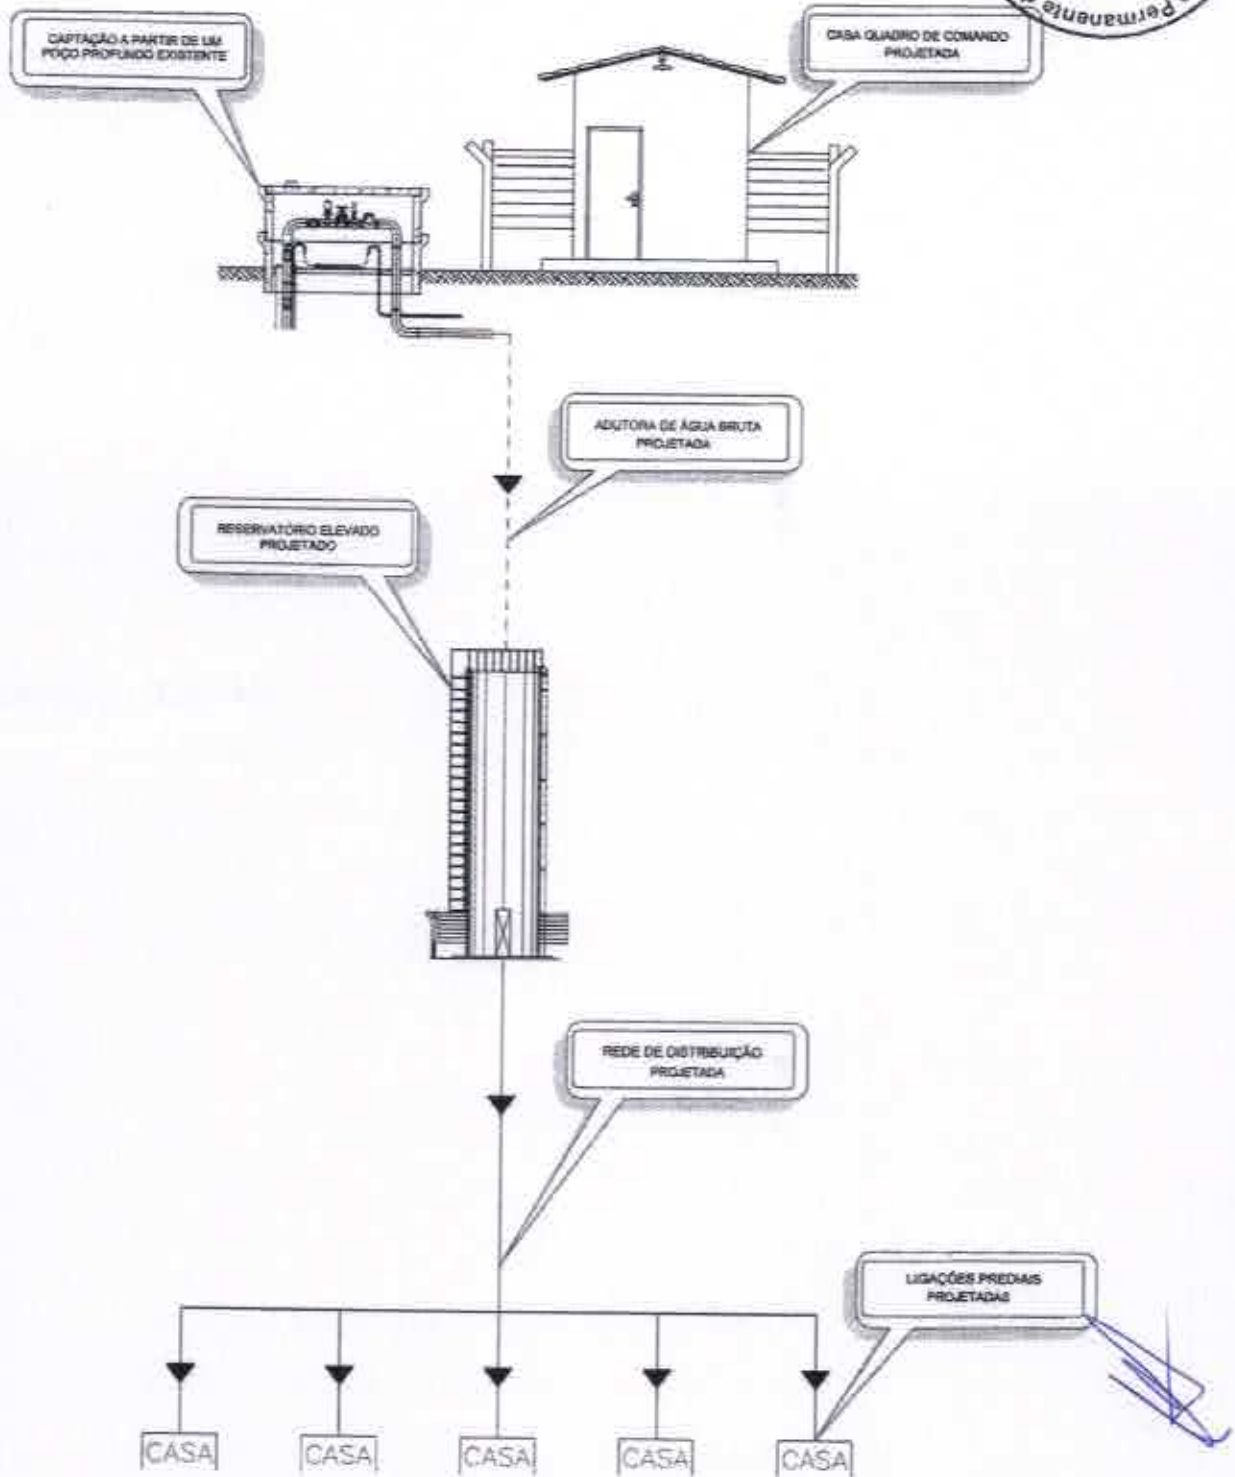 CAPTAÇÃO A PARTIR DE UM
POÇO PROFUNDO EXISTENTE
CASA QUADRO DE COMANDO
PROJETADA
Permanente
ADUTORA DE ÁGUA BRUTA
PROJETADA
RESERVATÓRIO ELEVADO
PROJETADO
REDE DE DISTRIBUIÇÃO
PROJETADA
LIGAÇÕES PREDIAIS
PROJETADAS
CASA
CASA
CASA
CASA
CASA